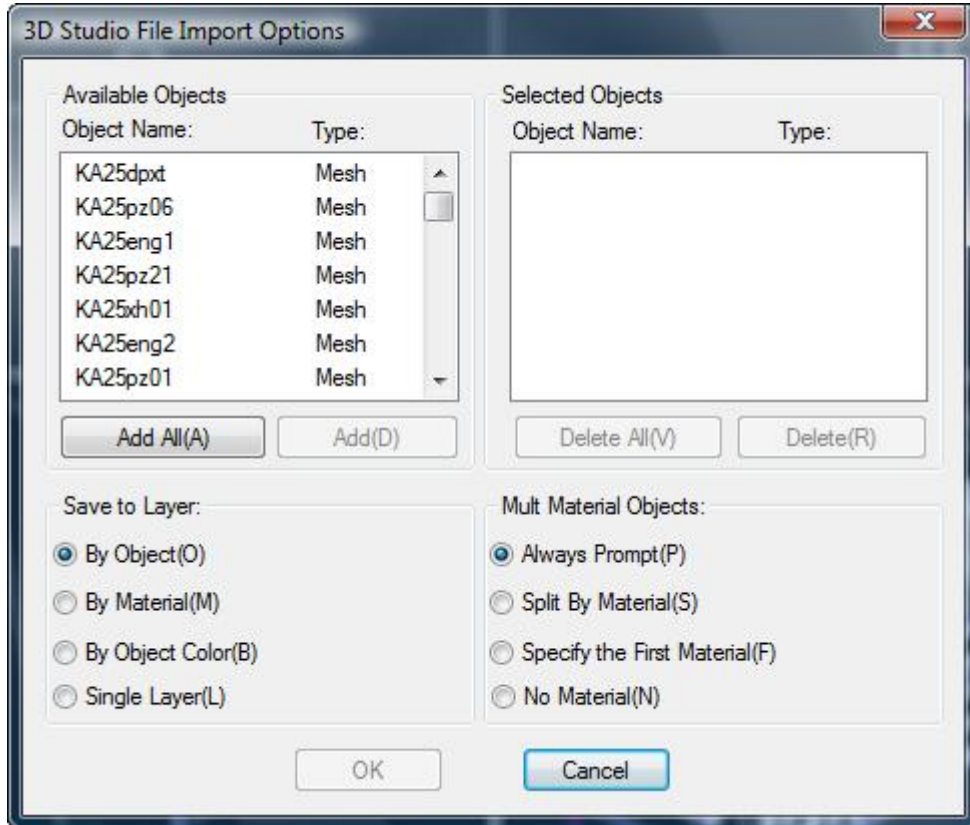 3D Studio File Import Options
Available Objects
Object Name: Type:
KA25dpxt Mesh
KA25pz06 Mesh
KA25eng1 Mesh
KA25pz21 Mesh
KA25xh01 Mesh
KA25eng2 Mesh
KA25pz01 Mesh
Add All(A) Add(D)
Selected Objects
Object Name: Type:
Delete All(V) Delete(R)
Save to Layer:
By Object(O)
By Material(M)
By Object Color(B)
Single Layer(L)
Mult Material Objects:
Always Prompt(P)
Split By Material(S)
Specify the First Material(F)
No Material(N)
OK Cancel